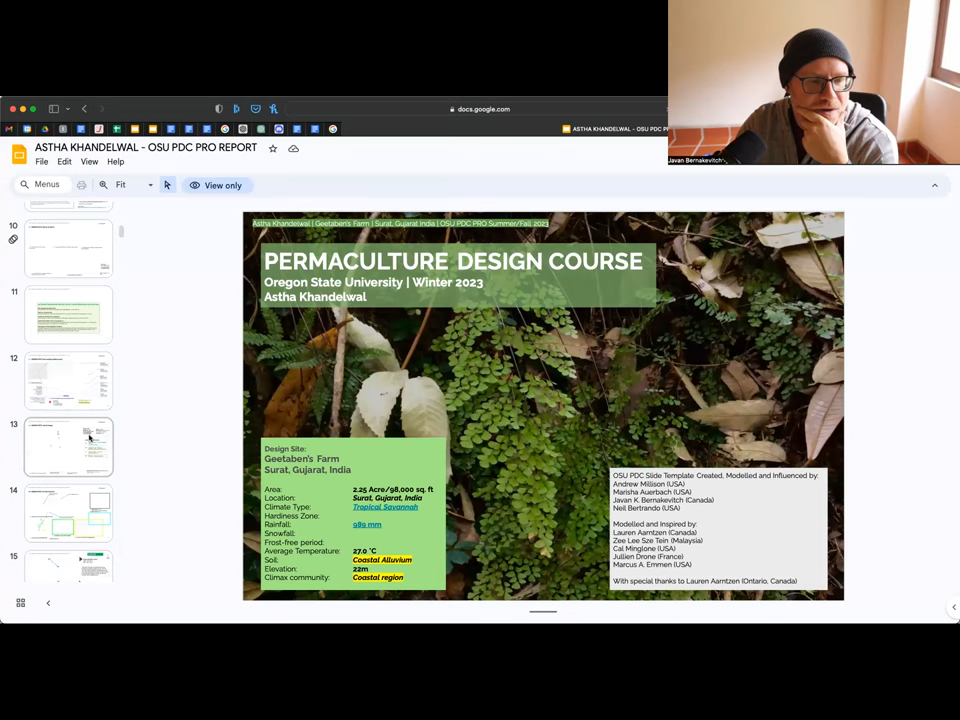 Javan Bernakevitch
docs.google.com
ASTHA KHANDELWAL - OSU PDC P
ASTHA KHANDELWAL - OSU PDC PRO REPORT
File Edit View Help
Menus
Fit
View only
10
11
12
13
14
15
Astha Khandelwal | Geetaben's Farm | Surat, Gujarat India | OSU PDC PRO Summer/Fall 2023
PERMACULTURE DESIGN COURSE
Oregon State University | Winter 2023
Astha Khandelwal
Design Site:
Geetaben's Farm
Surat, Gujarat, India
Area: 2.25 Acre/98,000 sq. ft
Location: Surat, Gujarat, India
Climate Type: Tropical Savannah
Hardiness Zone:
Rainfall: 989 mm
Snowfall:
Frost-free period:
Average Temperature: 27.0 °C
Soil: Coastal Alluvium
Elevation: 22m
Climax community: Coastal region
OSU PDC Slide Template Created, Modelled and Influenced by:
Andrew Millison (USA)
Marisha Auerbach (USA)
Javan K. Bernakevitch (Canada)
Neil Bertrando (USA)
Modelled and Inspired by:
Lauren Aarntzen (Canada)
Zee Lee Sze Tein (Malaysia)
Cal Minglone (USA)
Jullien Drone (France)
Marcus A. Emmen (USA)
With special thanks to Lauren Aarntzen (Ontario, Canada)